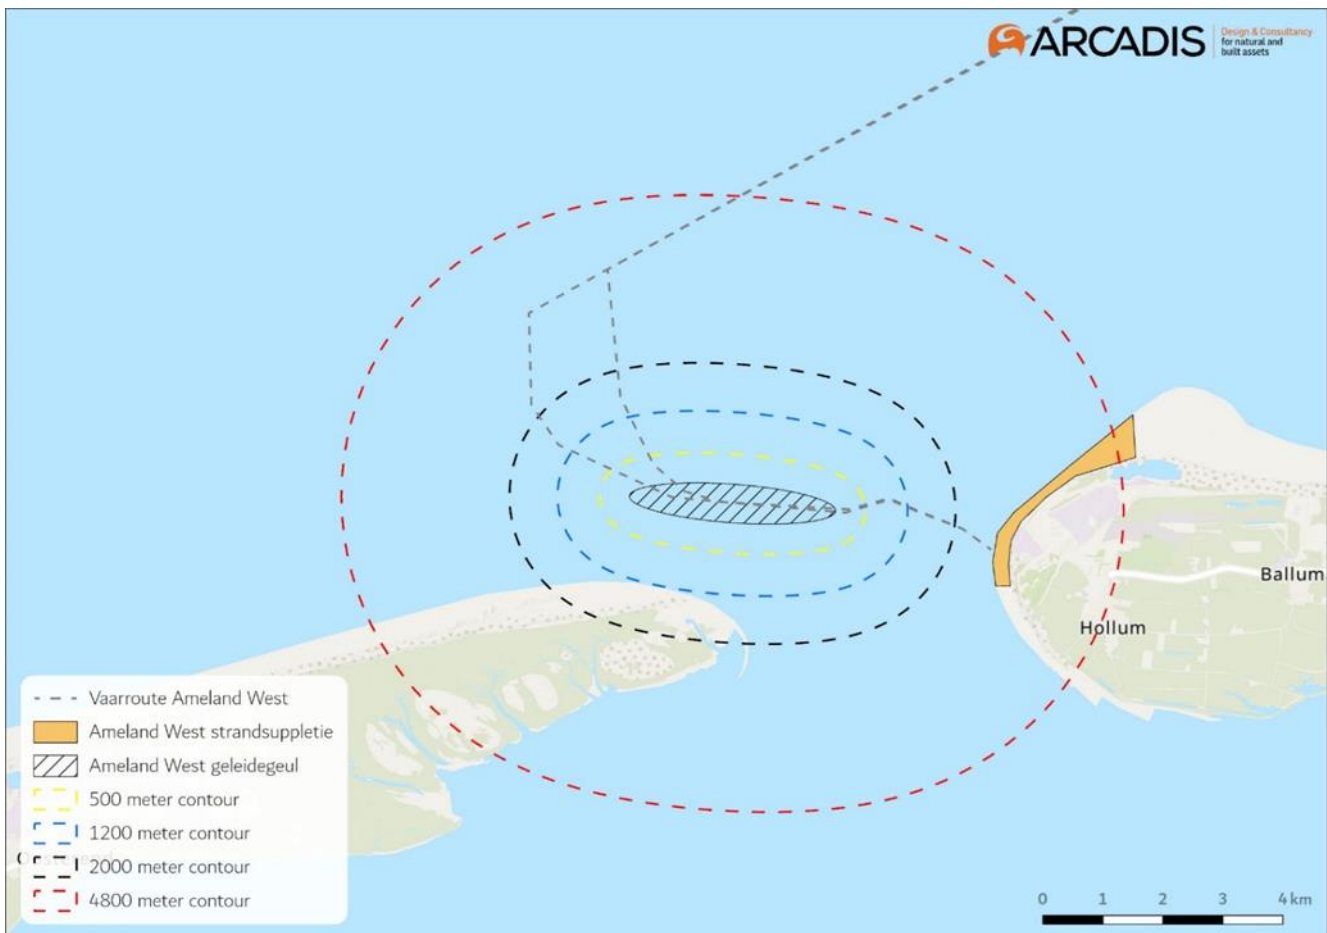 ARCADIS
Design & Consultancy
for natural and
built assets
Ballum
Hollum
Vaarroute Ameland West
Ameland West strandsuppletie
Ameland West geleidegeul
500 meter contour
1200 meter contour
2000 meter contour
4800 meter contour
0 1 2 3 4 km